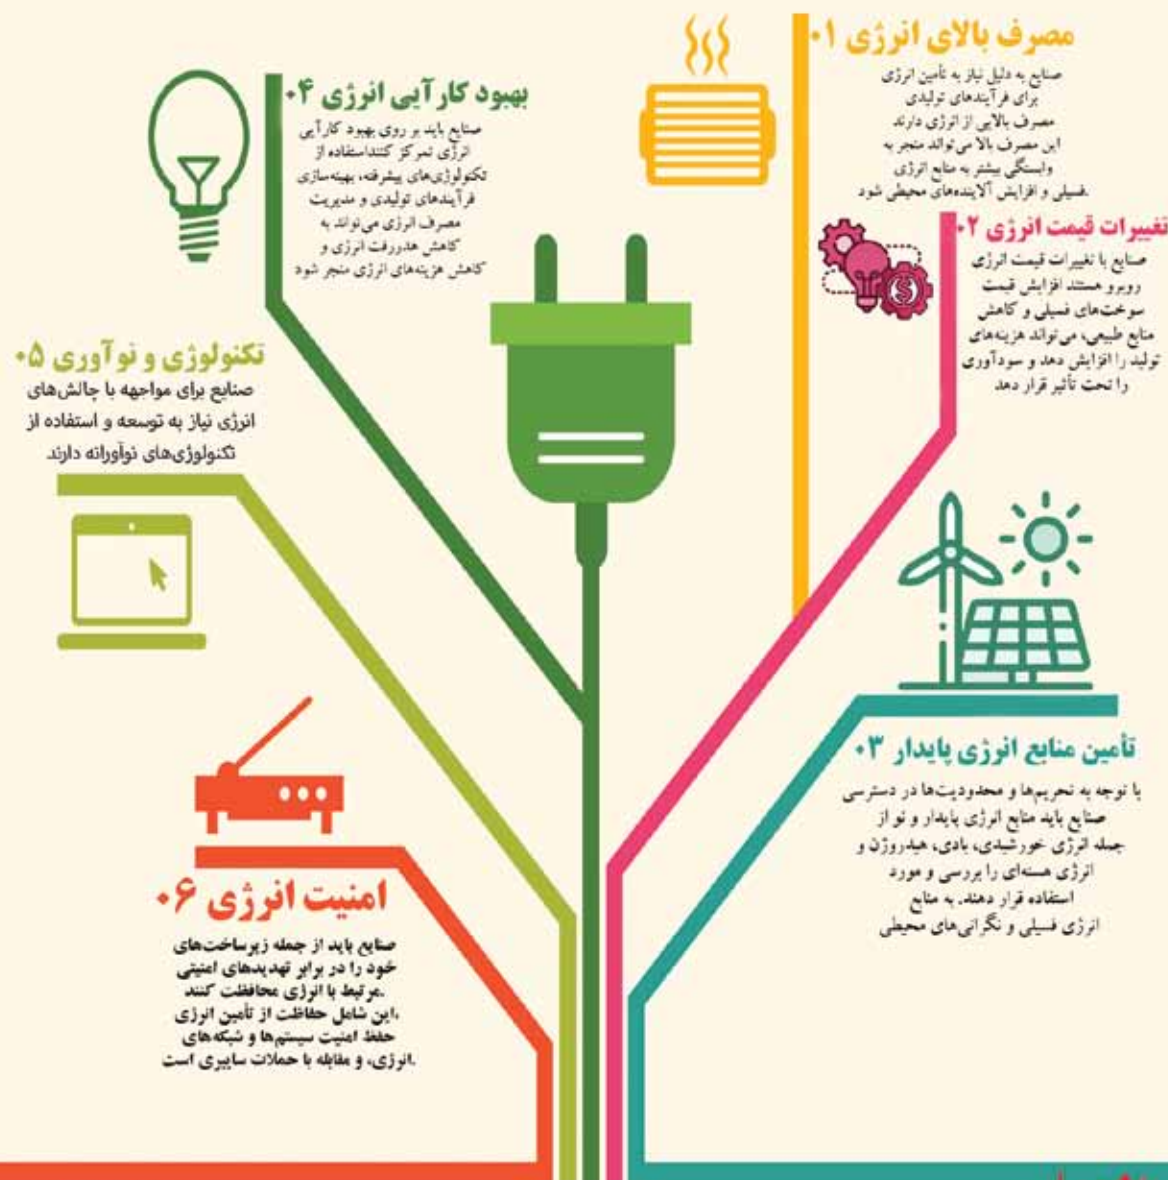 مصرف بالای انرژی ۰۱
صنایع به دلیل نیاز به تأمین انرژی
برای فرآیندهای تولیدی
مصرف بالایی از انرژی دارند
این مصرف بالا می‌تواند منجر به
وابستگی بیشتر به منابع انرژی
.فسیلی و افزایش آلاینده‌های محیطی شود
تغییرات قیمت انرژی ۰۲
صنایع با تغییرات قیمت انرژی
روبرو هستند افزایش قیمت
سوخت‌های فسیلی و کاهش
منابع طبیعی، می‌تواند هزینه‌های
تولید را افزایش دهد و سودآوری
را تحت تأثیر قرار دهد
تأمین منابع انرژی پایدار ۰۳
با توجه به تحریم‌ها و محدودیت‌ها در دسترسی
صنایع باید منابع انرژی پایدار و نو از
جمله انرژی خورشیدی، بادی، هیدروژن و
انرژی هسته‌ای را بررسی و مورد
استفاده قرار دهند. به منابع
انرژی فسیلی و نگرانی‌های محیطی
بهبود کارآیی انرژی ۰۴
صنایع باید بر روی بهبود کارآیی
انرژی تمرکز کننداستفاده از
تکنولوژی‌های پیشرفته، بهینه‌سازی
فرآیندهای تولیدی و مدیریت
مصرف انرژی می‌تواند به
کاهش هدررفت انرژی و
کاهش هزینه‌های انرژی منجر شود
تکنولوژی و نوآوری ۰۵
صنایع برای مواجهه با چالش‌های
انرژی نیاز به توسعه و استفاده از
تکنولوژی‌های نوآورانه دارند
امنیت انرژی ۰۶
صنایع باید از جمله زیرساخت‌های
خود را در برابر تهدیدهای امنیتی
.مرتبط با انرژی محافظت کنند
،این شامل حفاظت از تأمین انرژی
حفظ امنیت سیستم‌ها و شبکه‌های
.انرژی، و مقابله با حملات سایبری است